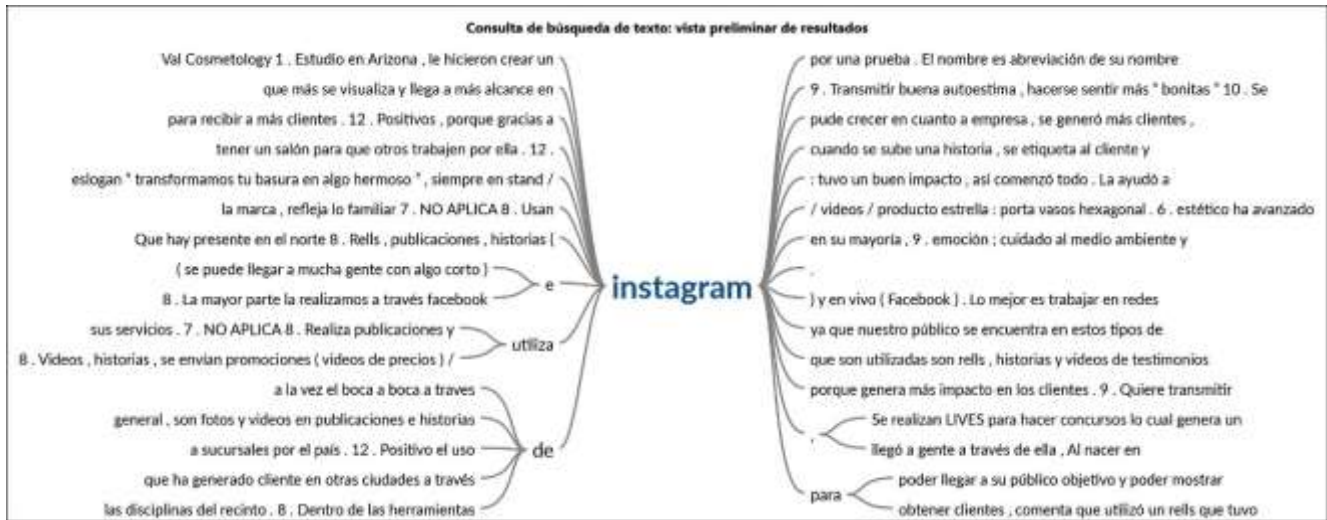 Consulta de búsqueda de texto: vista preliminar de resultados
Val Cosmetology 1 . Estudio en Arizona , le hicieron crear un
que más se visualiza y llega a más alcance en
para recibir a más clientes . 12 . Positivos , porque gracias a
tener un salón para que otros trabajen por ella . 12 .
eslogan " transformamos tu basura en algo hermoso " , siempre en stand /
la marca , refleja lo familiar 7 . NO APLICA 8 . Usan
Que hay presente en el norte 8 . Rells , publicaciones , historias (
( se puede llegar a mucha gente con algo corto )
8 . La mayor parte la realizamos a través facebook
e
sus servicios . 7 . NO APLICA 8 . Realiza publicaciones y
8 . Videos , historias , se envían promociones ( videos de precios ) /
utiliza
a la vez el boca a boca a traves
general , son fotos y videos en publicaciones e historias
a sucursales por el país . 12 . Positivo el uso
que ha generado cliente en otras ciudades a través
las disciplinas del recinto . 8 . Dentro de las herramientas
de
instagram
por una prueba . El nombre es abreviación de su nombre
9 . Transmitir buena autoestima , hacerse sentir más " bonitas " 10 . Se
pude crecer en cuanto a empresa , se generó más clientes ,
cuando se sube una historia , se etiqueta al cliente y
: tuvo un buen impacto , así comenzó todo . La ayudó a
/ videos / producto estrella : porta vasos hexagonal . 6 . estético ha avanzado
en su mayoría , 9 . emoción ; cuidado al medio ambiente y
.
) y en vivo ( Facebook ) . Lo mejor es trabajar en redes
ya que nuestro público se encuentra en estos tipos de
que son utilizadas son rells , historias y videos de testimonios
porque genera más impacto en los clientes . 9 . Quiere transmitir
,
Se realizan LIVES para hacer concursos lo cual genera un
llegó a gente a través de ella , Al nacer en
para
poder llegar a su público objetivo y poder mostrar
obtener clientes , comenta que utilizó un rells que tuvo